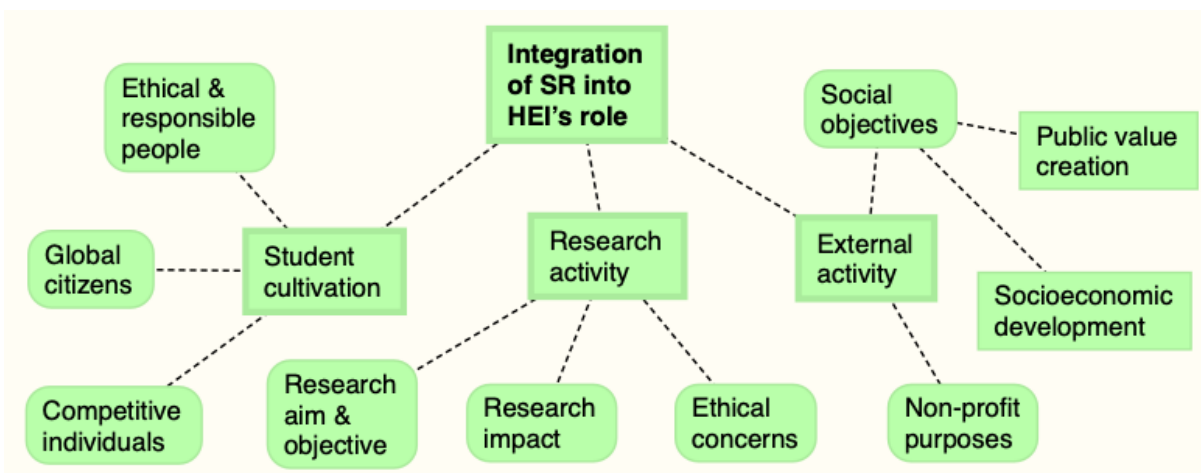 Integration
of SR into
HEI's role
Ethical &
responsible
people
Social
objectives
Public value
creation
Global
citizens
Student
cultivation
Research
activity
External
activity
Socioeconomic
development
Competitive
individuals
Research
aim &
objective
Research
impact
Ethical
concerns
Non-profit
purposes